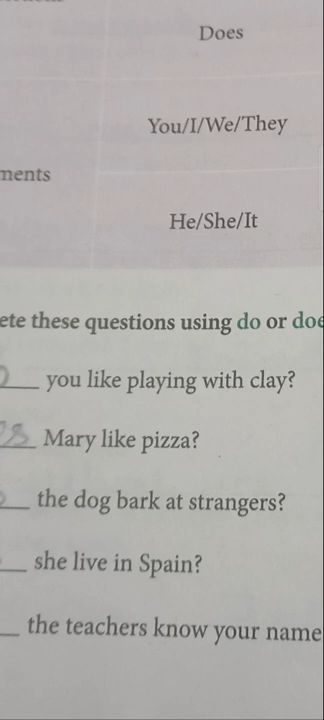 Does
You/I/We/They
ments
He/She/It
ete these questions using do or doe
you like playing with clay?
Mary like pizza?
the dog bark at strangers?
she live in Spain?
the teachers know your name